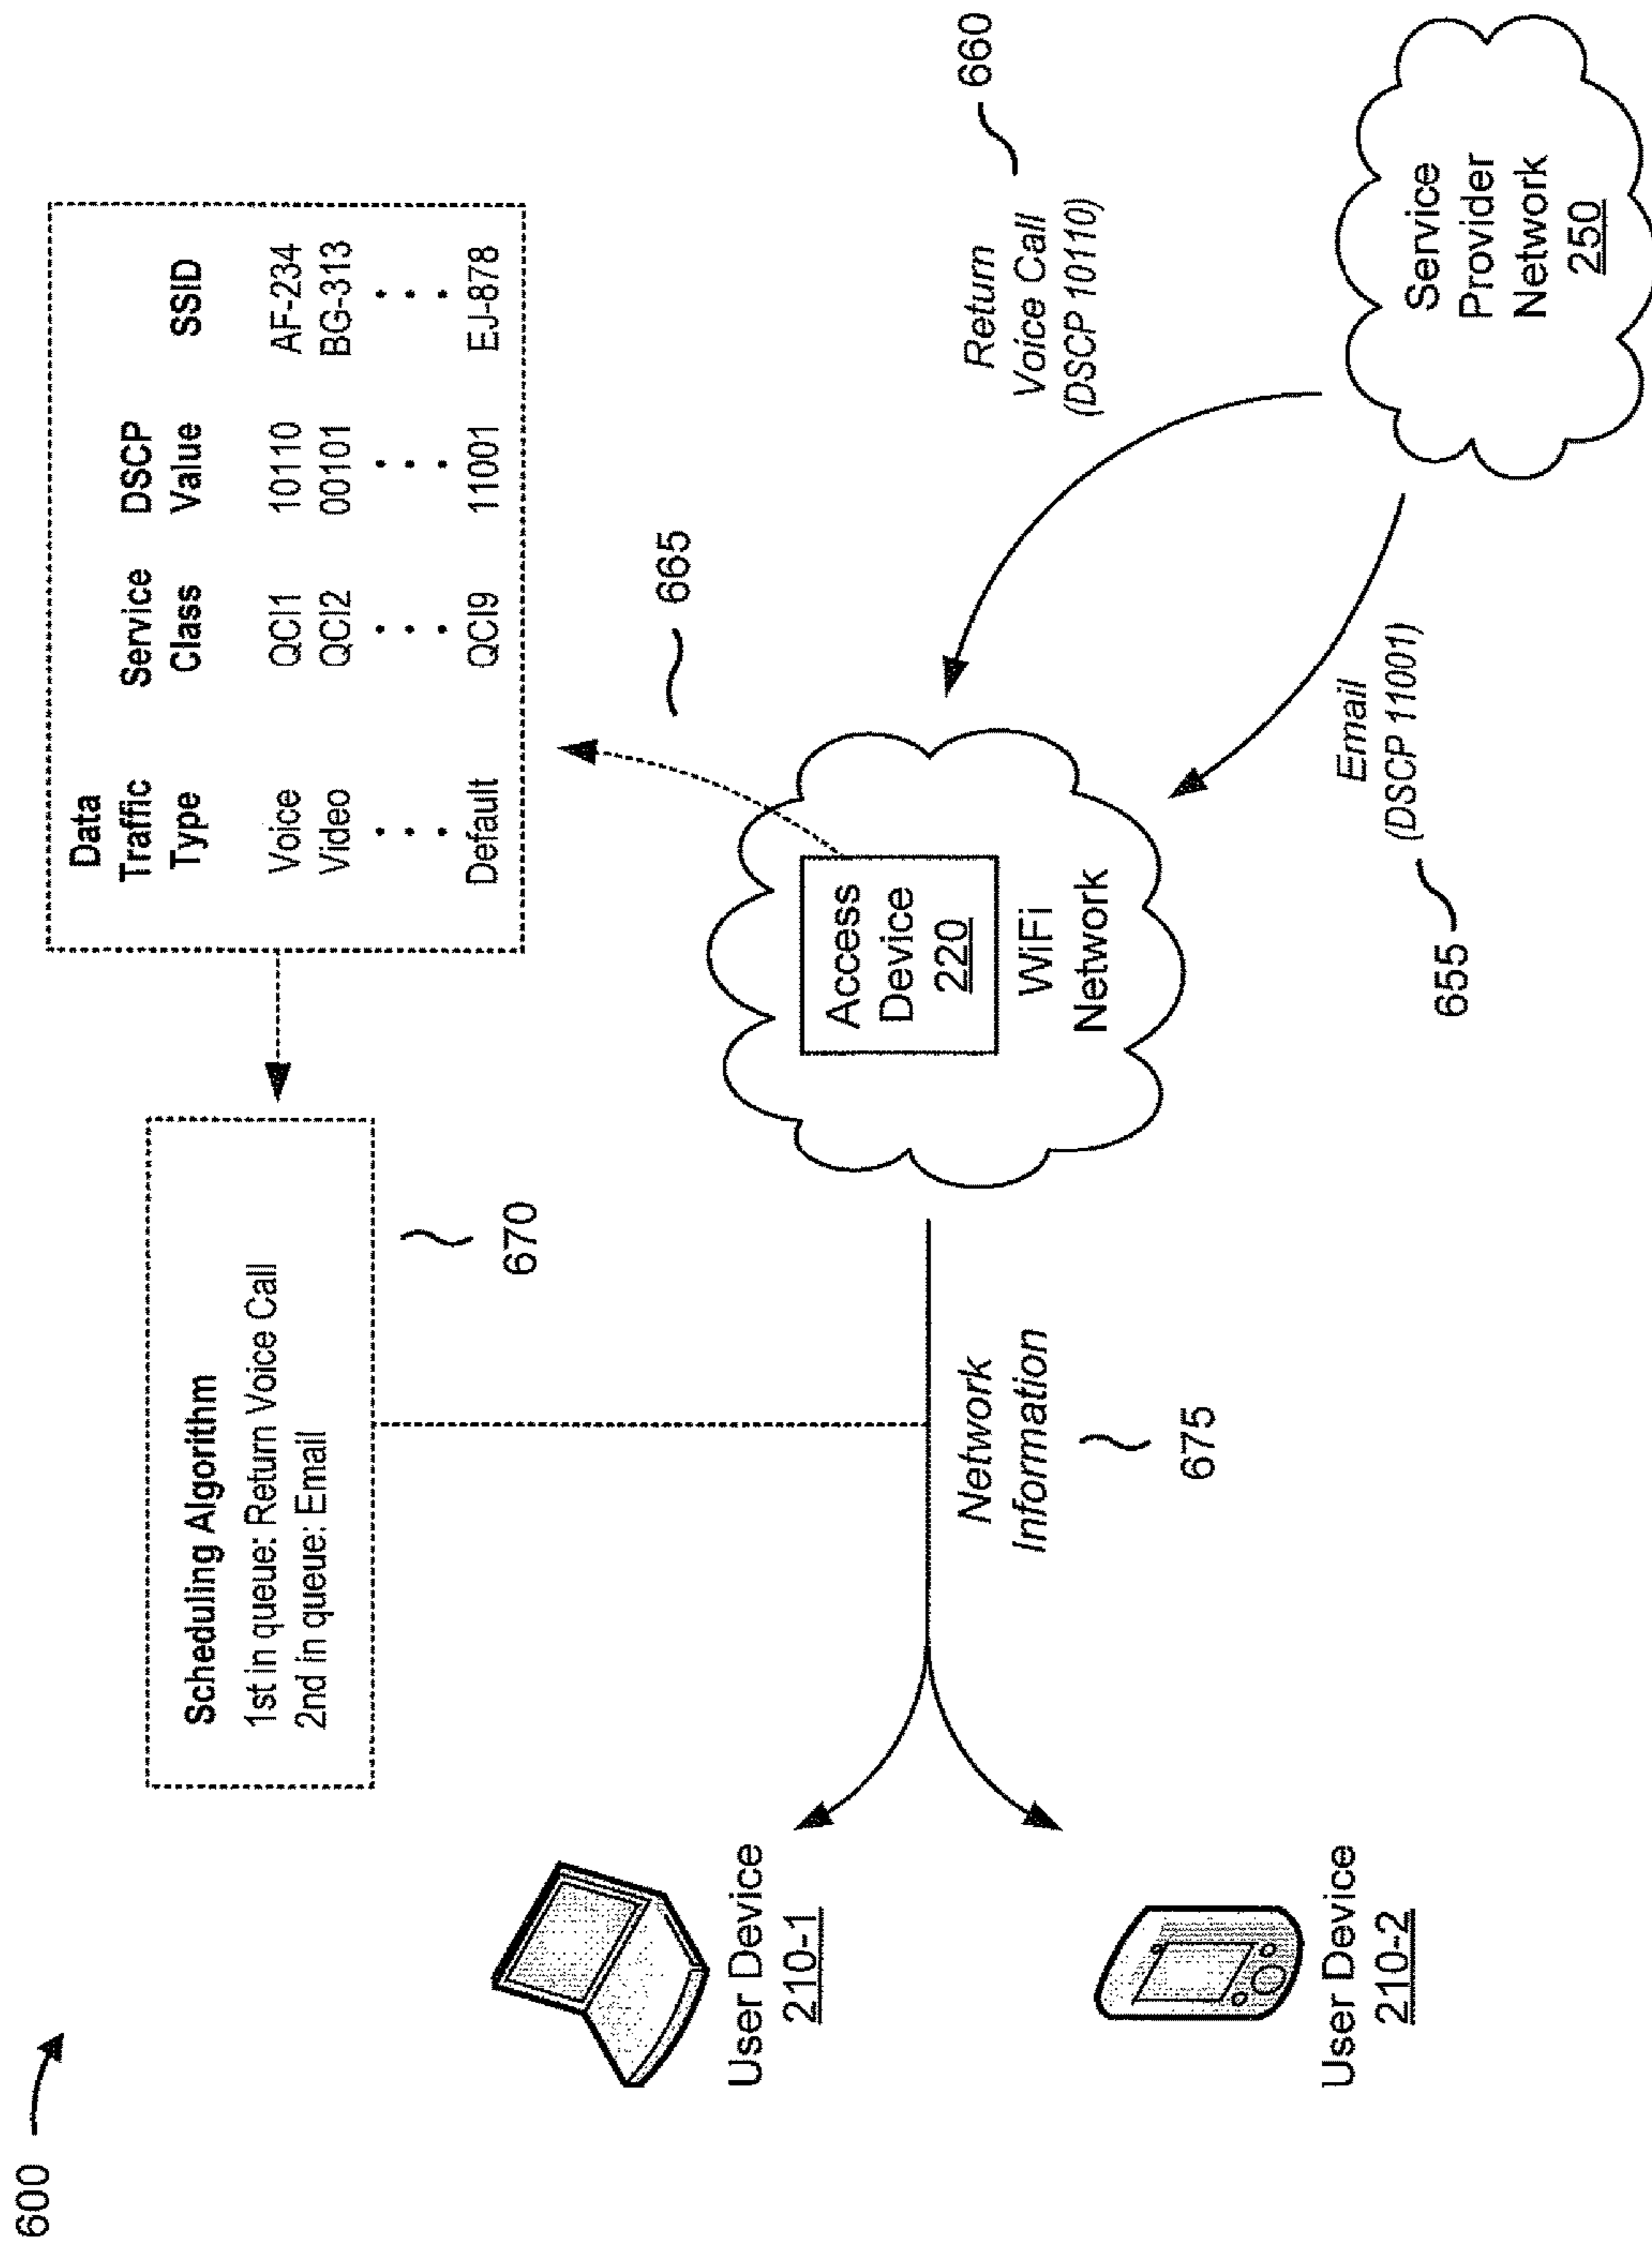 600
Scheduling Algorithm
1st in queue: Return Voice Call
2nd in queue: Email
670
Data Traffic Type
Service Class
DSCP Value
SSID
Voice QCI1 10110 AF-234
Video QCI2 00101 BG-313
Default QCI9 11001 EJ-878
665
User Device
210-1
User Device
210-2
Network
Information
675
Access
Device
220
WiFi
Network
Return
Voice Call
(DSCP 10110)
660
Email
(DSCP 11001)
655
Service
Provider
Network
250